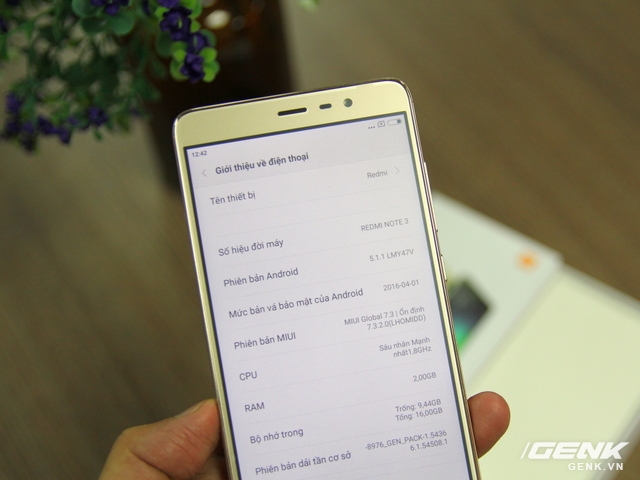 12:42
Giới thiệu về điện thoại
Tên thiết bị
Redmi
Số hiệu đời máy
REDMI NOTE 3
Phiên bản Android
5.1.1 LMY47V
Mức bản vá bảo mật của Android
2016-04-01
Phiên bản MIUI
MIUI Global 7.3 | Ổn định
7.3.2.0(LHOMIDD)
CPU
Sáu nhân Mạnh
nhất1,8GHz
RAM
2,00GB
Bộ nhớ trong
Trống: 9,44GB
Tổng: 16,00GB
Phiên bản dải tần cơ sở
-8976_GEN_PACK-1.5436
6.1.54508.1
GENK
GENK.VN